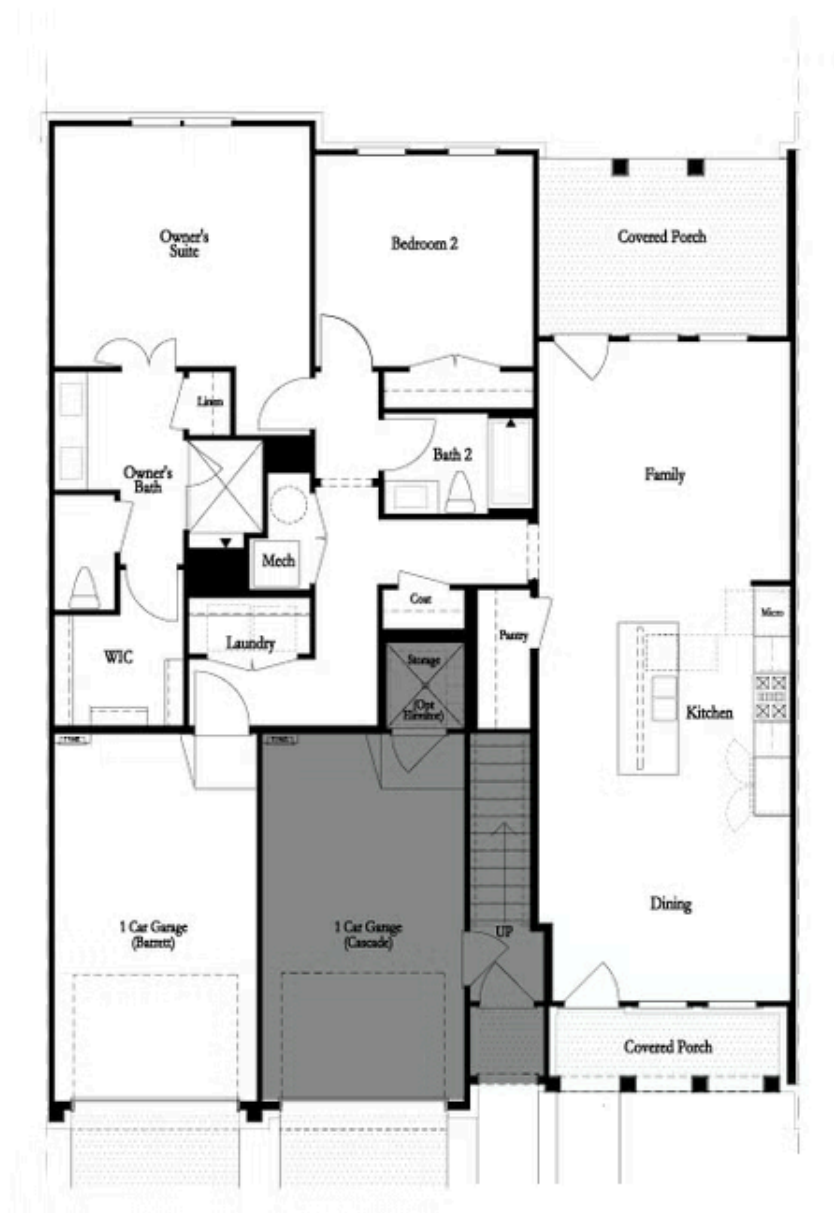 Owner's
Suite
Bedroom 2
Covered Porch
Linen
Owner's
Bath
Bath 2
Family
Mech
Coat
Micro
Laundry
Pantry
WIC
Storage
(Opt
Elevator)
Kitchen
Dining
1 Car Garage
(Barrett)
1 Car Garage
(Cascade)
UP
Covered Porch